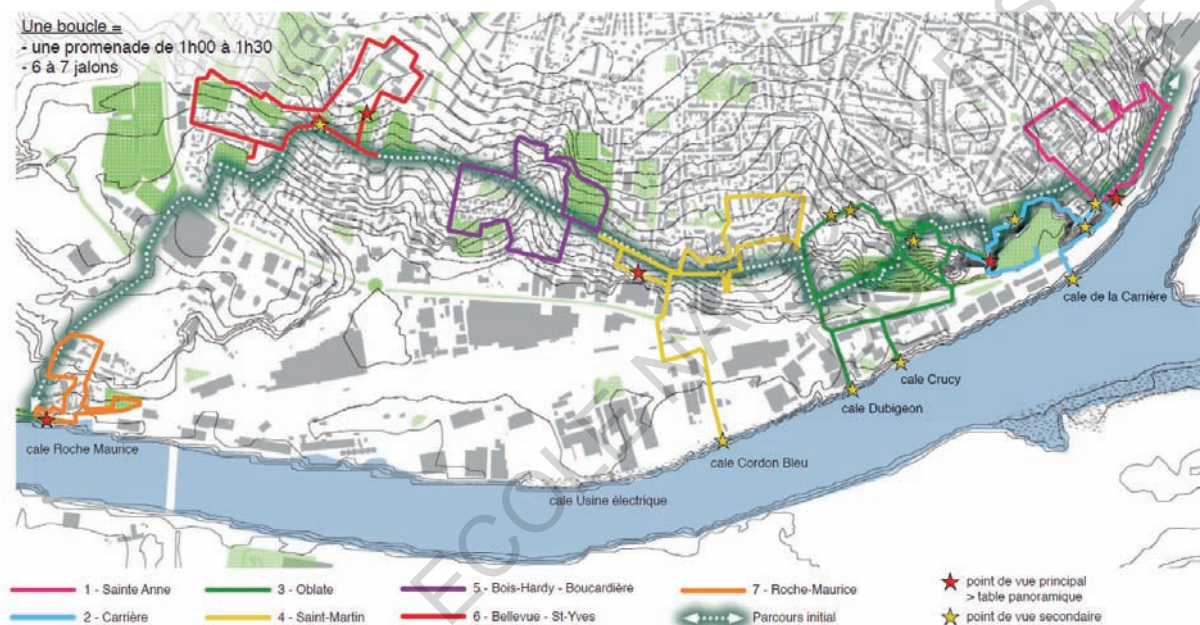 Une boucle =
- une promenade de 1h00 à 1h30
- 6 à 7 jalons
cale de la Carrière
cale Crucy
cale Dubigeon
cale Roche Maurice
cale Cordon Bleu
cale Usine électrique
1 - Sainte Anne
3 - Oblate
5 - Bois-Hardy - Boucardière
7 - Roche-Maurice
point de vue principal
> table panoramique
2 - Carrière
4 - Saint-Martin
6 - Bellevue - St-Yves
Parcours initial
point de vue secondaire